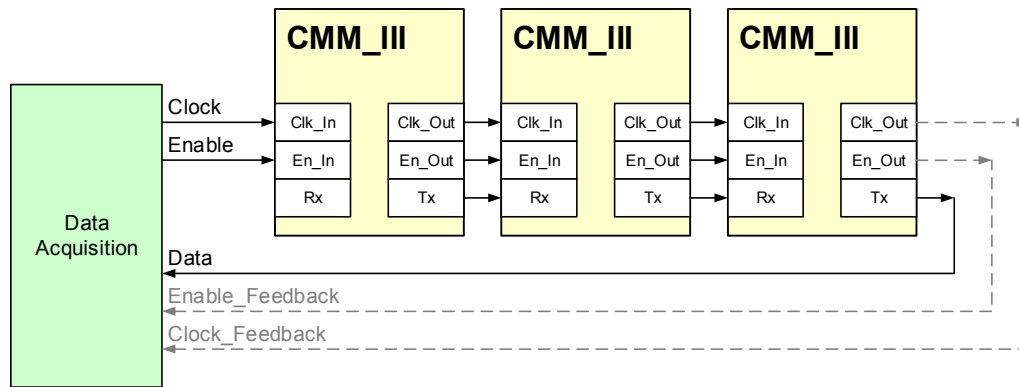 CMM_III
CMM_III
CMM_III
Clock
Clk_In
Clk_Out
Clk_In
Clk_Out
Clk_In
Clk_Out
Enable
En_In
En_Out
En_In
En_Out
En_In
En_Out
Rx
Tx
Rx
Tx
Rx
Tx
Data
Acquisition
Data
Enable_Feedback
Clock_Feedback